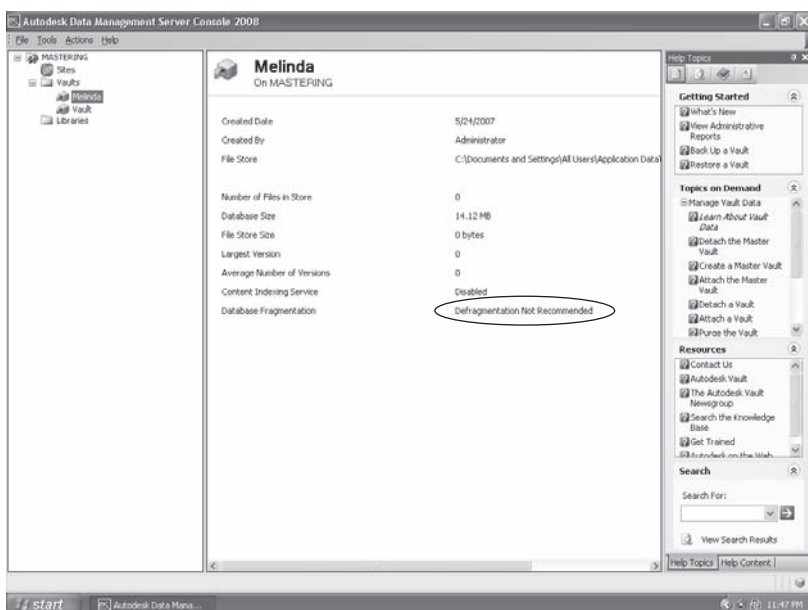 Autodesk Data Management Server Console 2008
File Tools Actions Help
MASTERING
Sites
Vaults
Melinda
Vault
Libraries
Melinda
On MASTERING
Created Date 5/24/2007
Created By Administrator
File Store C:\Documents and Settings\All Users\Application Data\
Number of Files in Store 0
Database Size 14.12 MB
File Store Size 0 bytes
Largest Version 0
Average Number of Versions 0
Content Indexing Service Disabled
Database Fragmentation Defragmentation Not Recommended
Help Topics
Getting Started
What's New
View Administrative
Reports
Back Up a Vault
Restore a Vault
Topics on Demand
Manage Vault Data
Learn About Vault
Data
Detach the Master
Vault
Create a Master Vault
Attach the Master
Vault
Detach a Vault
Attach a Vault
Purge the Vault
Resources
Contact Us
Autodesk Vault
The Autodesk Vault
Newsgroup
Search the Knowledge
Base
Get Trained
Autodesk on the Web
Search
Search For:
View Search Results
Help Topics Help Content
start Autodesk Data Mana... 11:47 PM